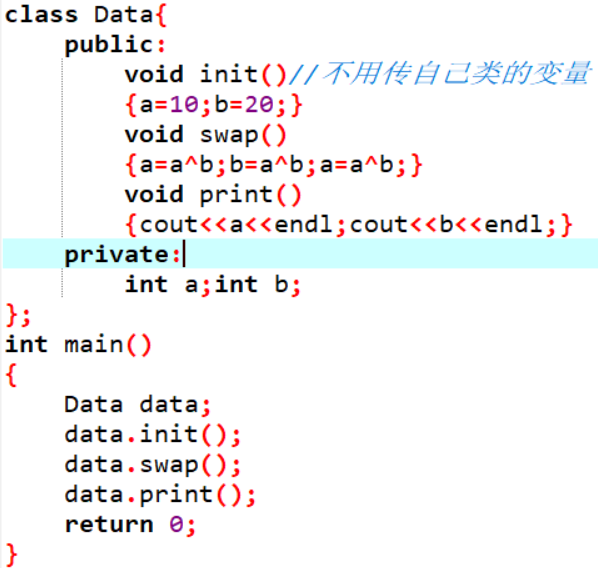 class Data{
    public:
        void init()//不用传自己类的变量
        {a=10;b=20;}
        void swap()
        {a=a^b;b=a^b;a=a^b;}
        void print()
        {cout<<a<<endl;cout<<b<<endl;}
    private:
        int a;int b;
};
int main()
{
    Data data;
    data.init();
    data.swap();
    data.print();
    return 0;
}